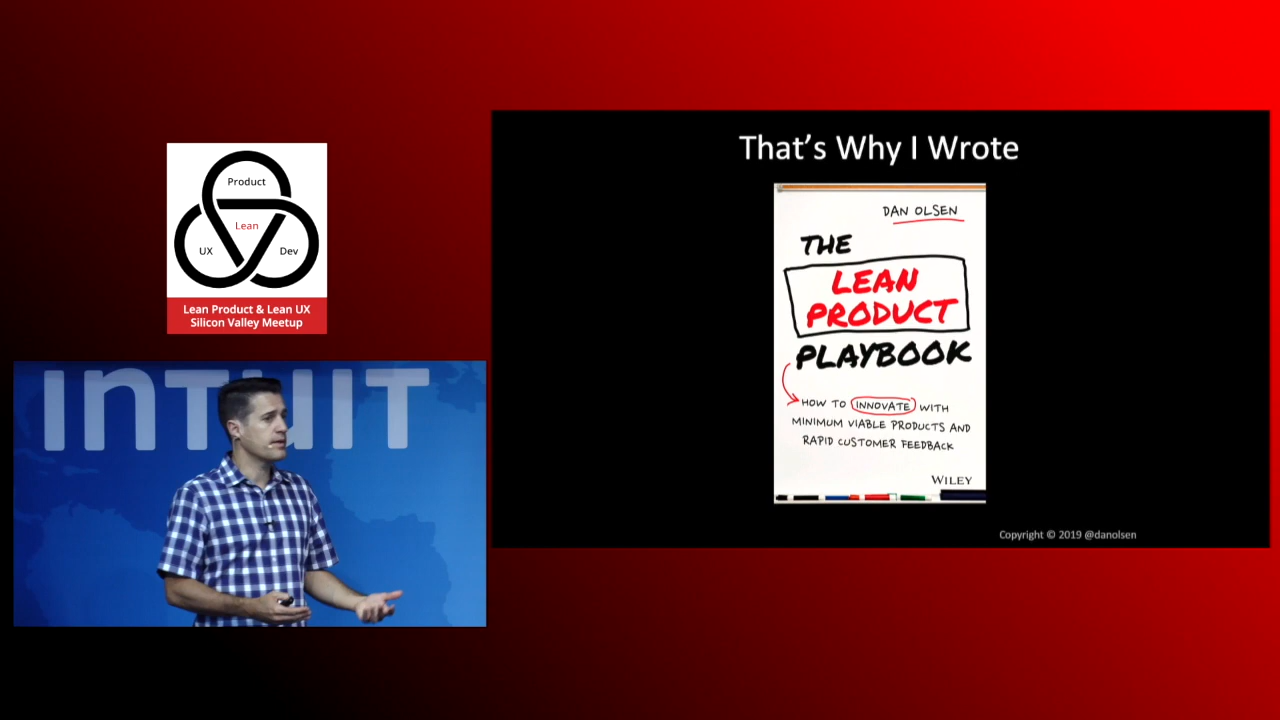 Product
Lean
UX
Dev
Lean Product & Lean UX
Silicon Valley Meetup
INTUIT
That's Why I Wrote
DAN OLSEN
THE
LEAN
PRODUCT
PLAYBOOK
HOW TO INNOVATE WITH
MINIMUM VIABLE PRODUCTS AND
RAPID CUSTOMER FEEDBACK
WILEY
Copyright © 2019 @danolsen